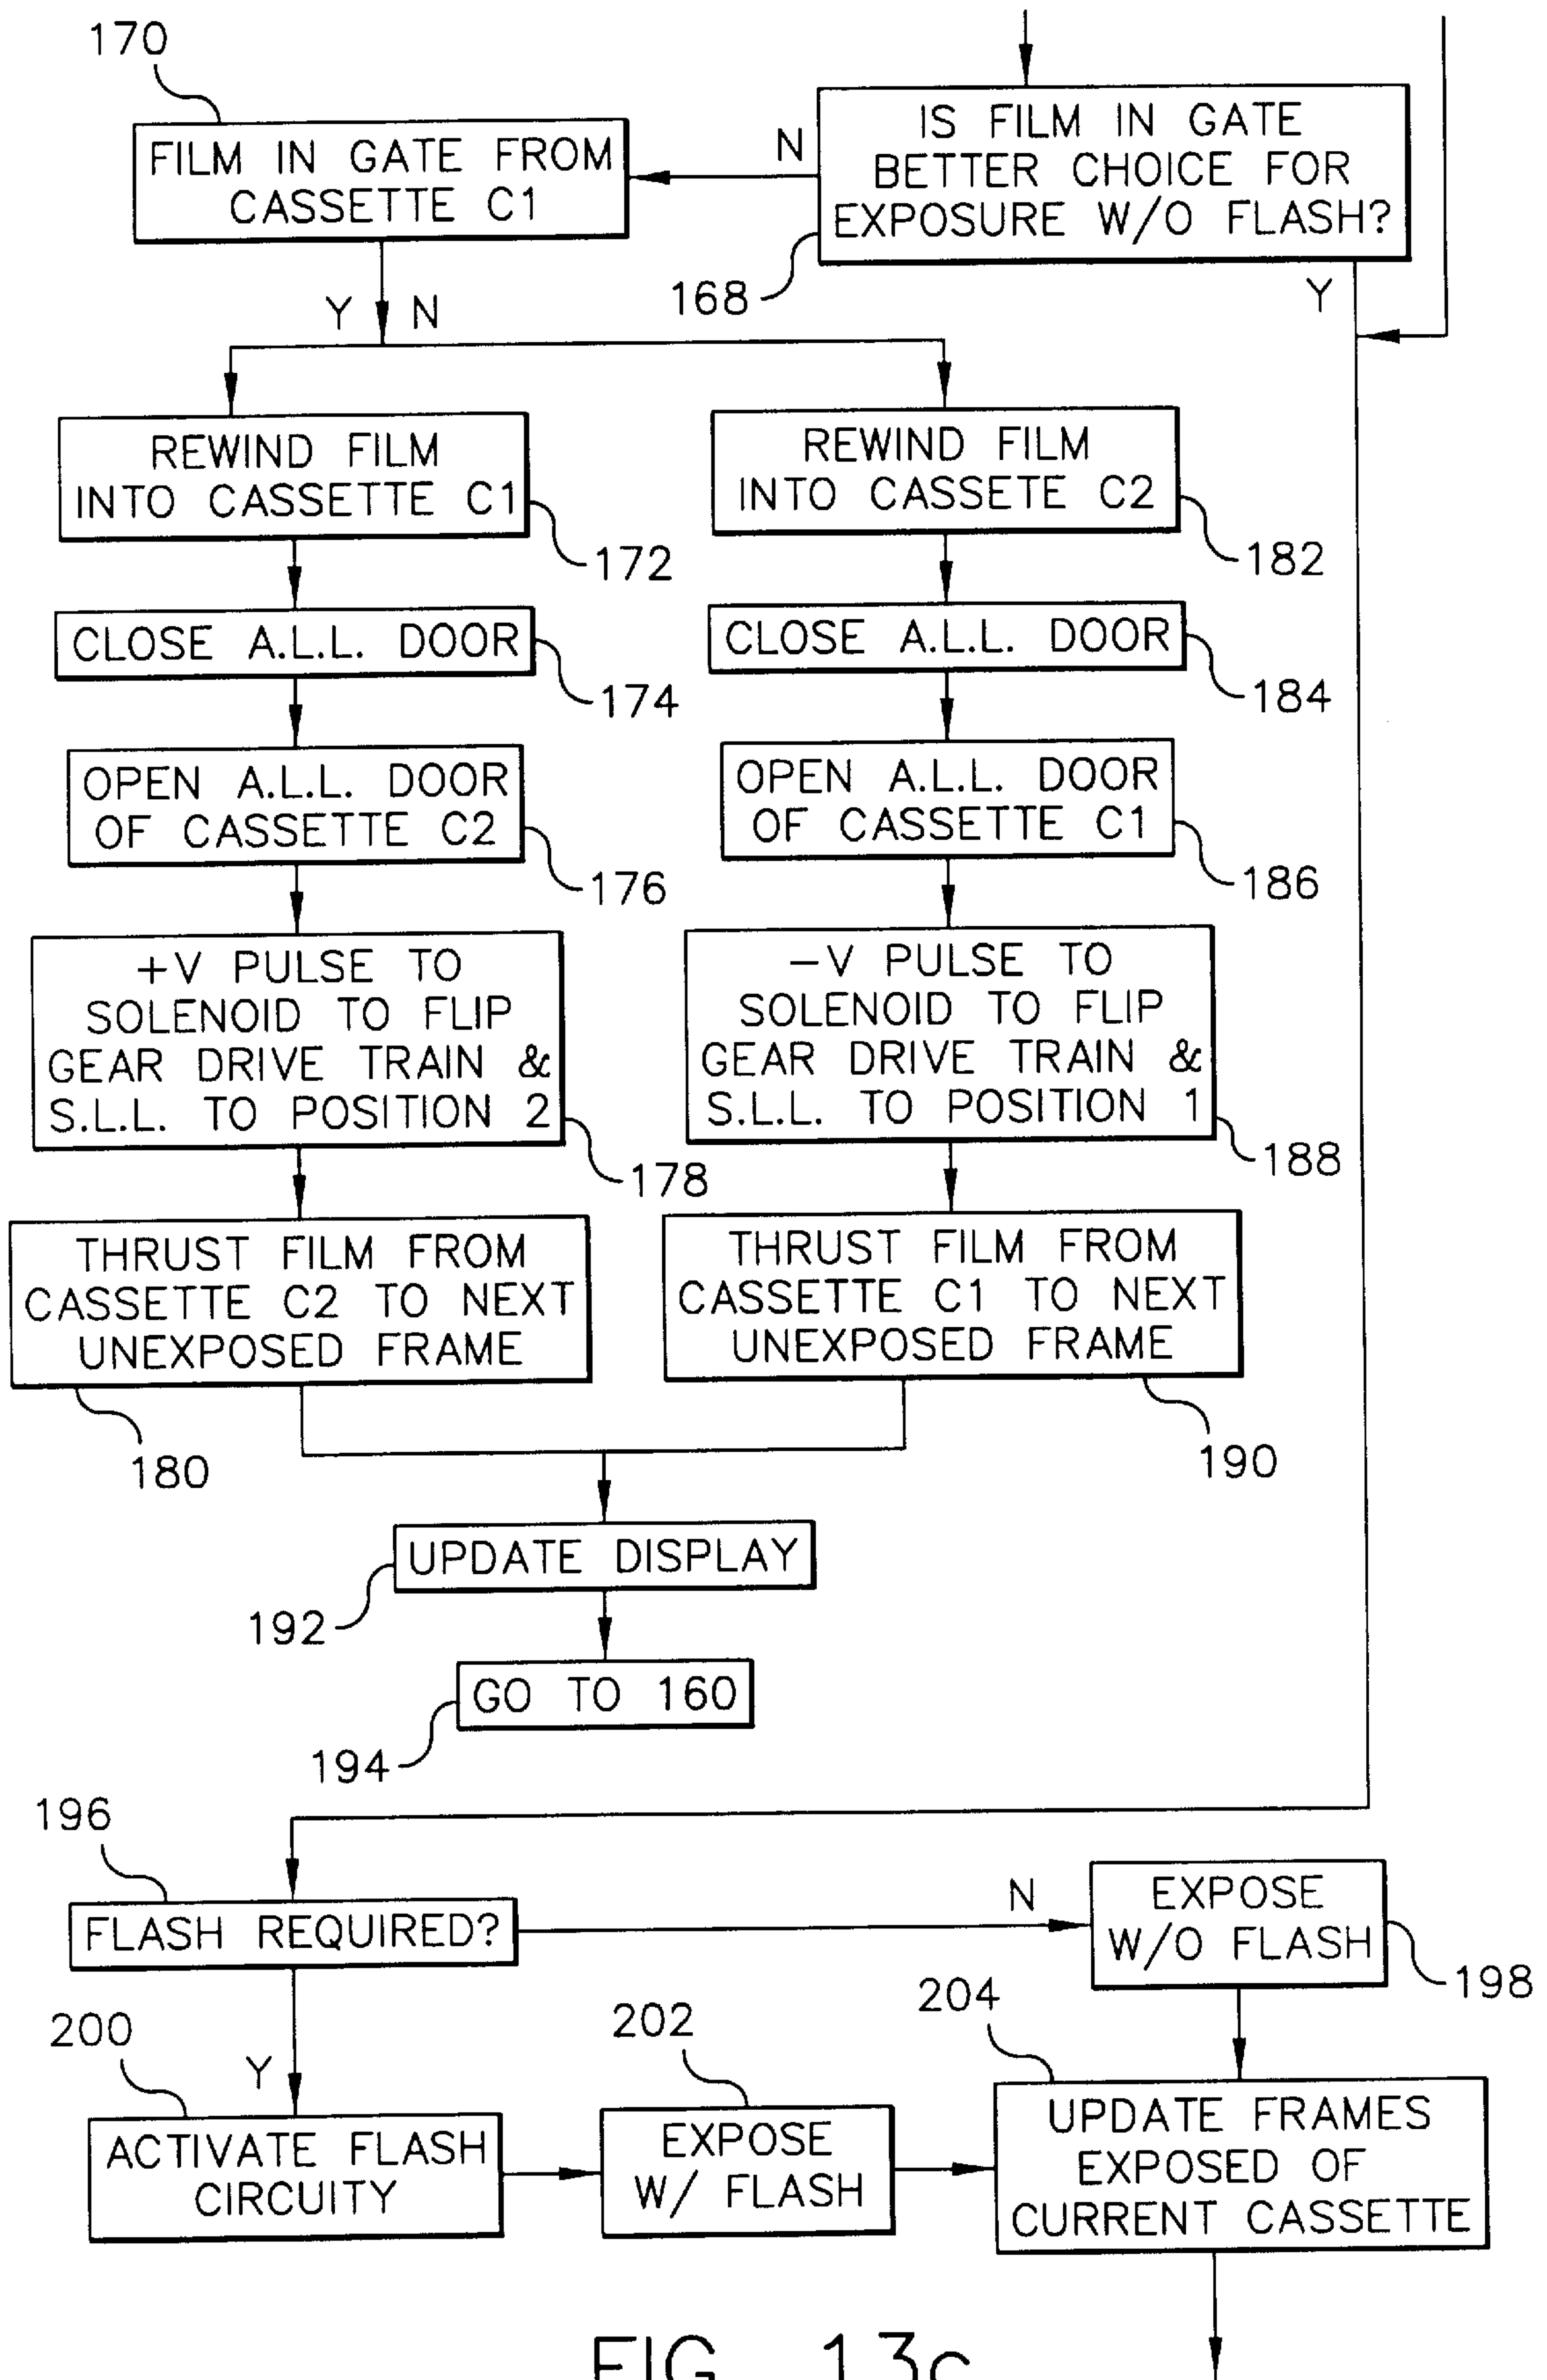 170
FILM IN GATE FROM
CASSETTE C1
N
IS FILM IN GATE
BETTER CHOICE FOR
EXPOSURE W/O FLASH?
168
Y
Y
N
REWIND FILM
INTO CASSETTE C1
172
REWIND FILM
INTO CASSETE C2
182
CLOSE A.L.L. DOOR
174
CLOSE A.L.L. DOOR
184
OPEN A.L.L. DOOR
OF CASSETTE C2
176
OPEN A.L.L. DOOR
OF CASSETTE C1
186
+V PULSE TO
SOLENOID TO FLIP
GEAR DRIVE TRAIN &
S.L.L. TO POSITION 2
178
-V PULSE TO
SOLENOID TO FLIP
GEAR DRIVE TRAIN &
S.L.L. TO POSITION 1
188
THRUST FILM FROM
CASSETTE C2 TO NEXT
UNEXPOSED FRAME
180
THRUST FILM FROM
CASSETTE C1 TO NEXT
UNEXPOSED FRAME
190
UPDATE DISPLAY
192
GO TO 160
194
196
FLASH REQUIRED?
N
EXPOSE
W/O FLASH
198
200
Y
ACTIVATE FLASH
CIRCUITY
202
EXPOSE
W/ FLASH
204
UPDATE FRAMES
EXPOSED OF
CURRENT CASSETTE
FIG. 13c